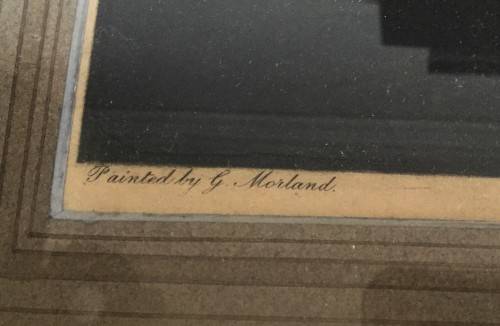 Painted by G. Morland.